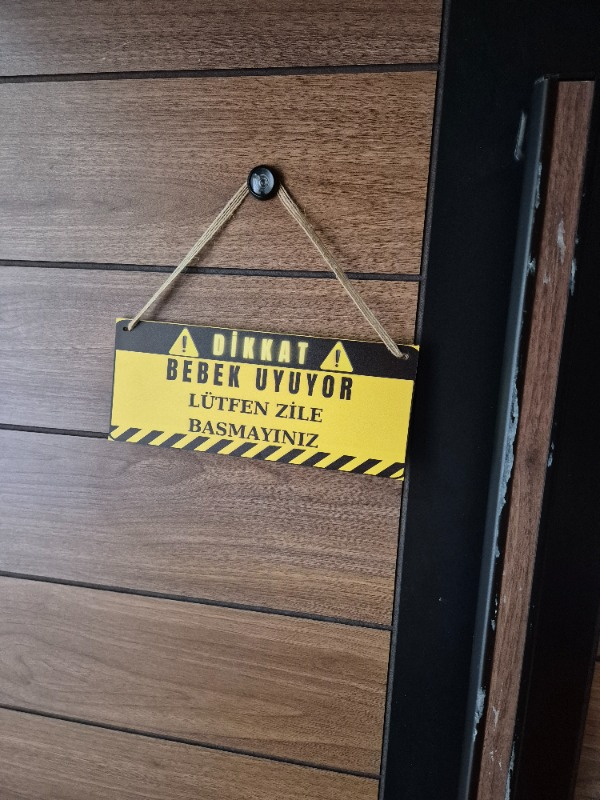 DİKKAT
BEBEK UYUYOR
LÜTFEN ZİLE
BASMAYINIZ